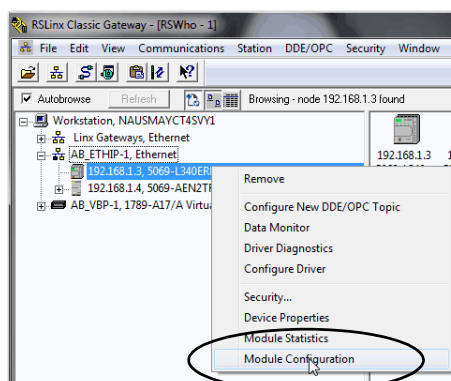 RSLinx Classic Gateway - [RSWho - 1]
File Edit View Communications Station DDE/OPC Security Window
Autobrowse Refresh Browsing - node 192.168.1.3 found
Workstation, NAUSMAYCT4SVY1
Linx Gateways, Ethernet
AB_ETHIP-1, Ethernet
192.168.1.3, 5069-L340ER
192.168.1.4, 5069-AEN2TR
AB_VBP-1, 1789-A17/A Virtu
192.168.1.3
Remove
Configure New DDE/OPC Topic
Data Monitor
Driver Diagnostics
Configure Driver
Security...
Device Properties
Module Statistics
Module Configuration